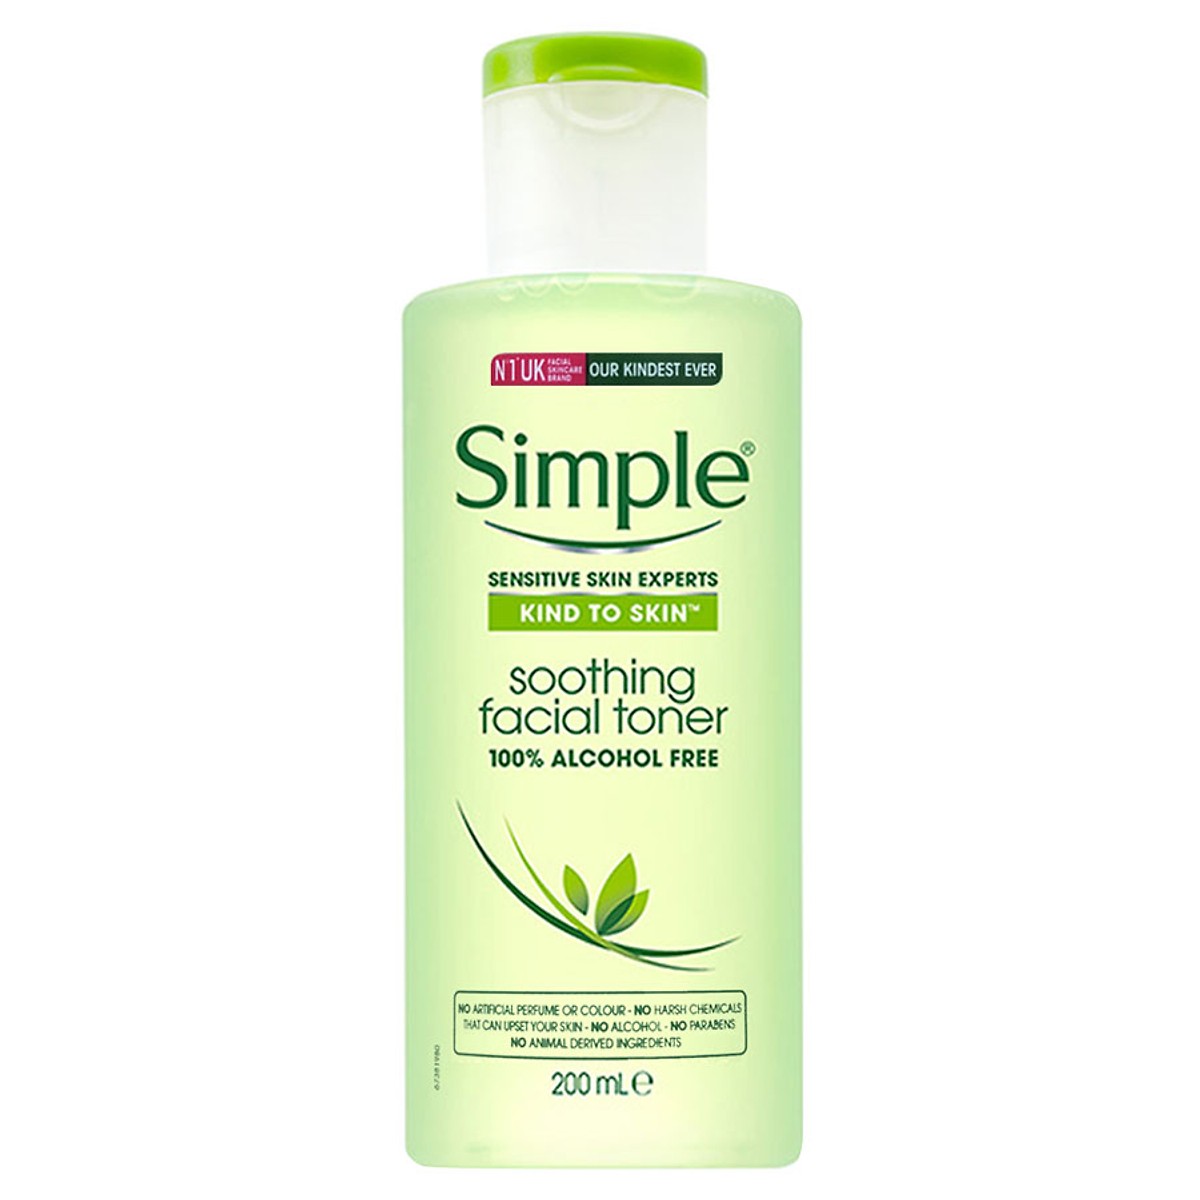 N°1* UK FACIAL SKINCARE BRAND OUR KINDEST EVER
Simple®
SENSITIVE SKIN EXPERTS
KIND TO SKIN™
soothing
facial toner
100% ALCOHOL FREE
NO ARTIFICIAL PERFUME OR COLOUR - NO HARSH CHEMICALS
THAT CAN UPSET YOUR SKIN - NO ALCOHOL - NO PARABENS
NO ANIMAL DERIVED INGREDIENTS
67381980
200 mL e